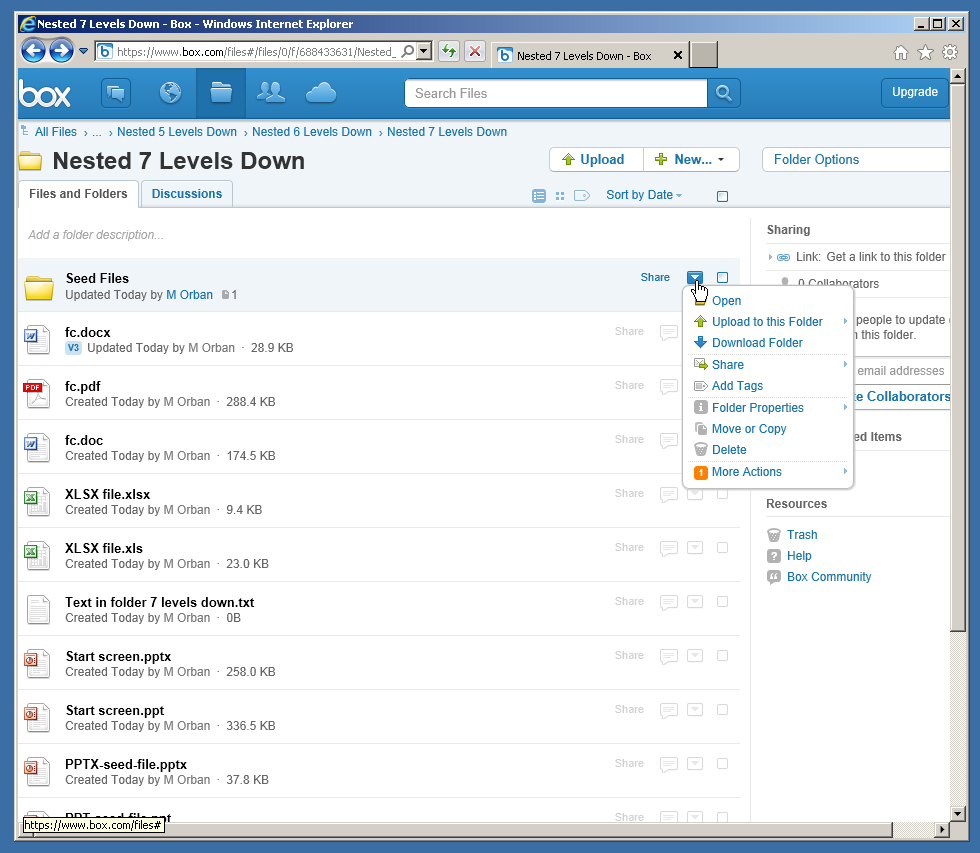 Nested 7 Levels Down - Box - Windows Internet Explorer
https://www.box.com/files#/files/0/f/688433631/Nested_
Nested 7 Levels Down - Box
box
Search Files
Upgrade
All Files › ... › Nested 5 Levels Down › Nested 6 Levels Down › Nested 7 Levels Down
Nested 7 Levels Down
Upload
New...
Folder Options
Files and Folders
Discussions
Sort by Date
Add a folder description...
Seed Files
Updated Today by M Orban 1
Share
fc.docx
V3 Updated Today by M Orban · 28.9 KB
Share
fc.pdf
Created Today by M Orban · 288.4 KB
Share
fc.doc
Created Today by M Orban · 174.5 KB
Share
XLSX file.xlsx
Created Today by M Orban · 9.4 KB
Share
XLSX file.xls
Created Today by M Orban · 23.0 KB
Share
Text in folder 7 levels down.txt
Created Today by M Orban · 0B
Share
Start screen.pptx
Created Today by M Orban · 258.0 KB
Share
Start screen.ppt
Created Today by M Orban · 336.5 KB
Share
PPTX-seed-file.pptx
Created Today by M Orban · 37.8 KB
Share
PPT-seed-file.ppt
Share
https://www.box.com/files#
Open
Upload to this Folder
Download Folder
Share
Add Tags
Folder Properties
Move or Copy
Delete
1 More Actions
Sharing
Link: Get a link to this folder
0 Collaborators
people to update
this folder.
email addresses
Collaborators
Items
Resources
Trash
Help
Box Community
PDF